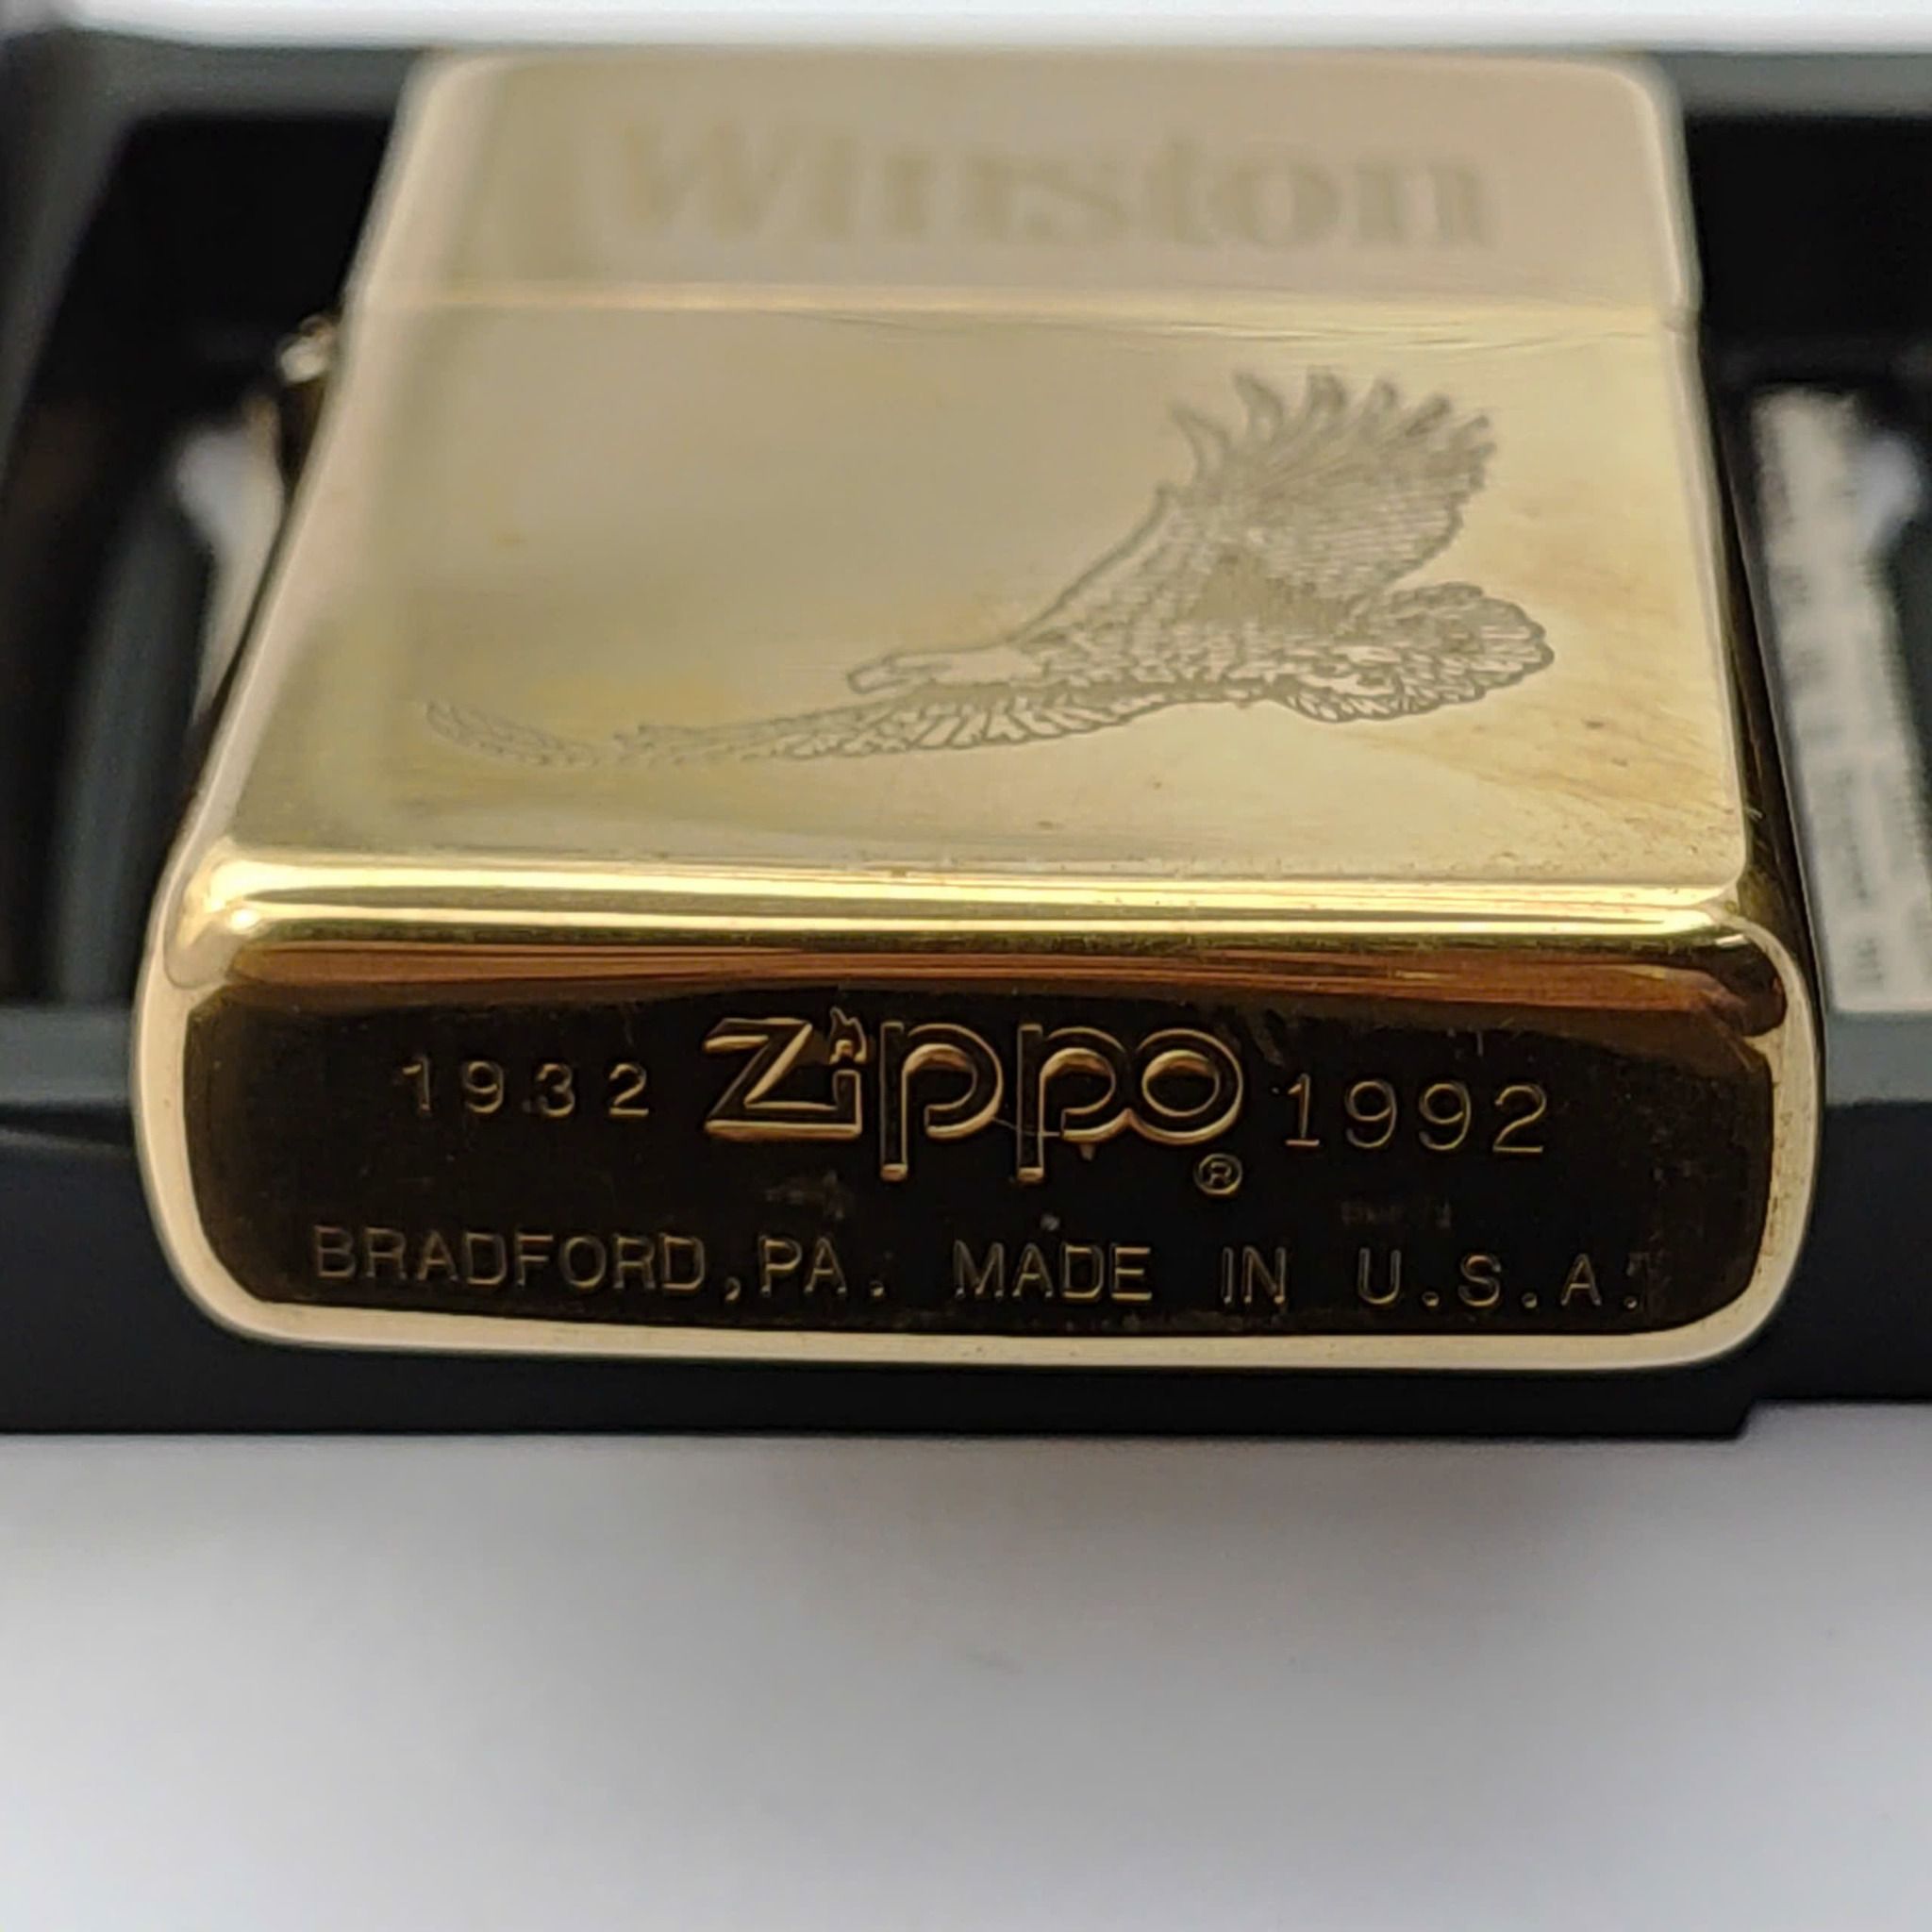 Winston
1932 Zippo® 1992
BRADFORD,PA. MADE IN U.S.A.